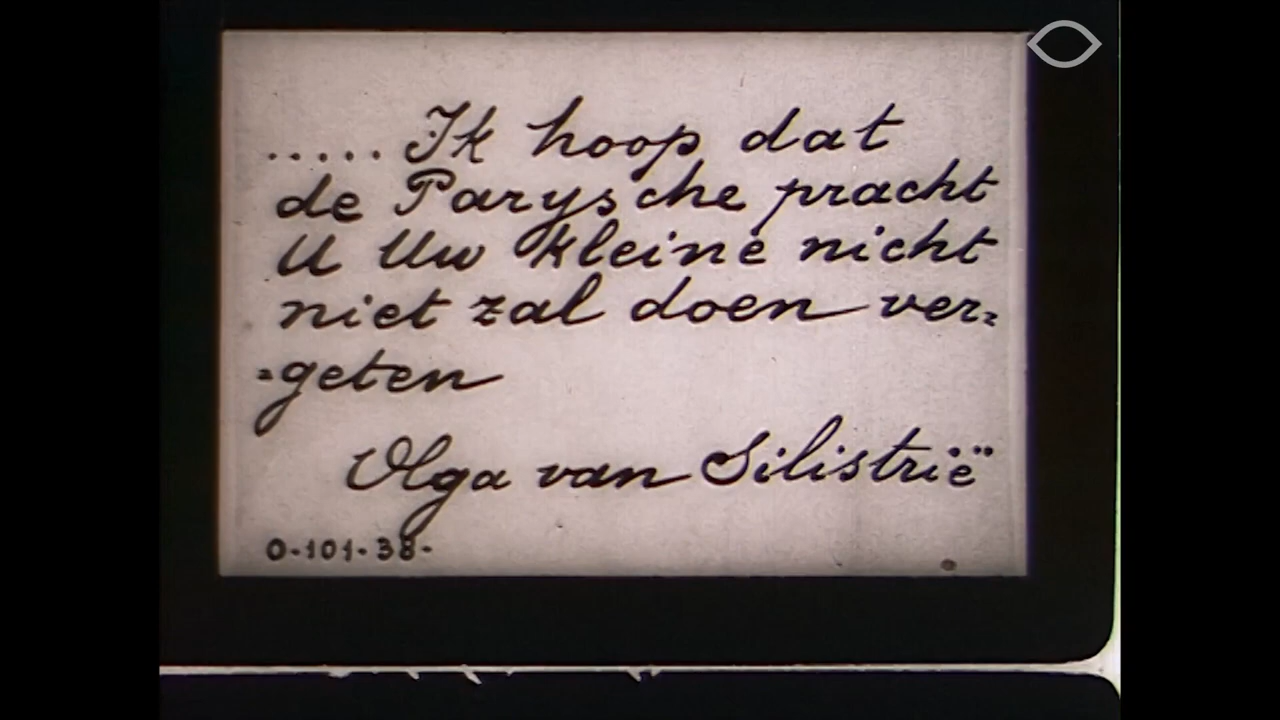 ..... Ik hoop dat
de Parysche pracht
U Uw kleine nicht
niet zal doen ver=
=geten
Olga van Silistrië
0-101-38-